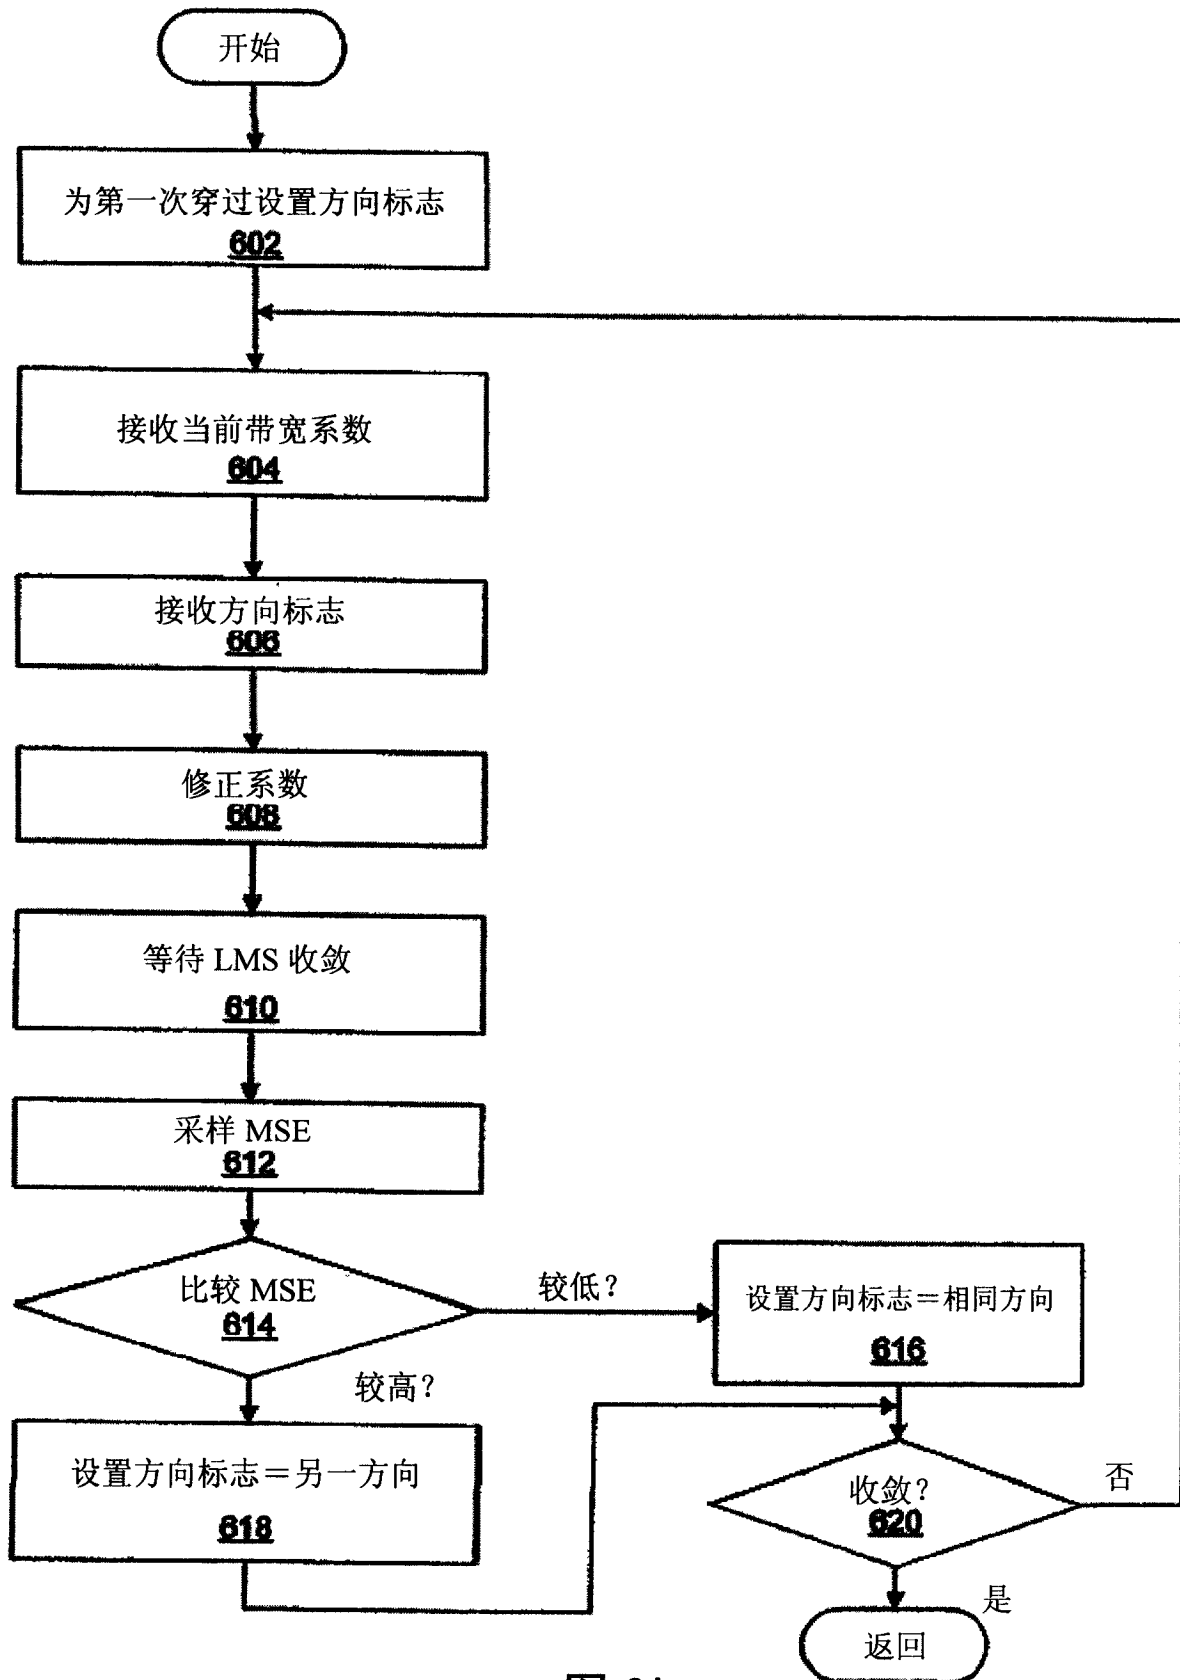 开始
为第一次穿过设置方向标志
602
接收当前带宽系数
604
接收方向标志
606
修正系数
608
等待 LMS 收敛
610
采样 MSE
612
比较 MSE
614
较低?
设置方向标志=相同方向
616
较高?
设置方向标志=另一方向
618
收敛?
620
否
是
返回
图